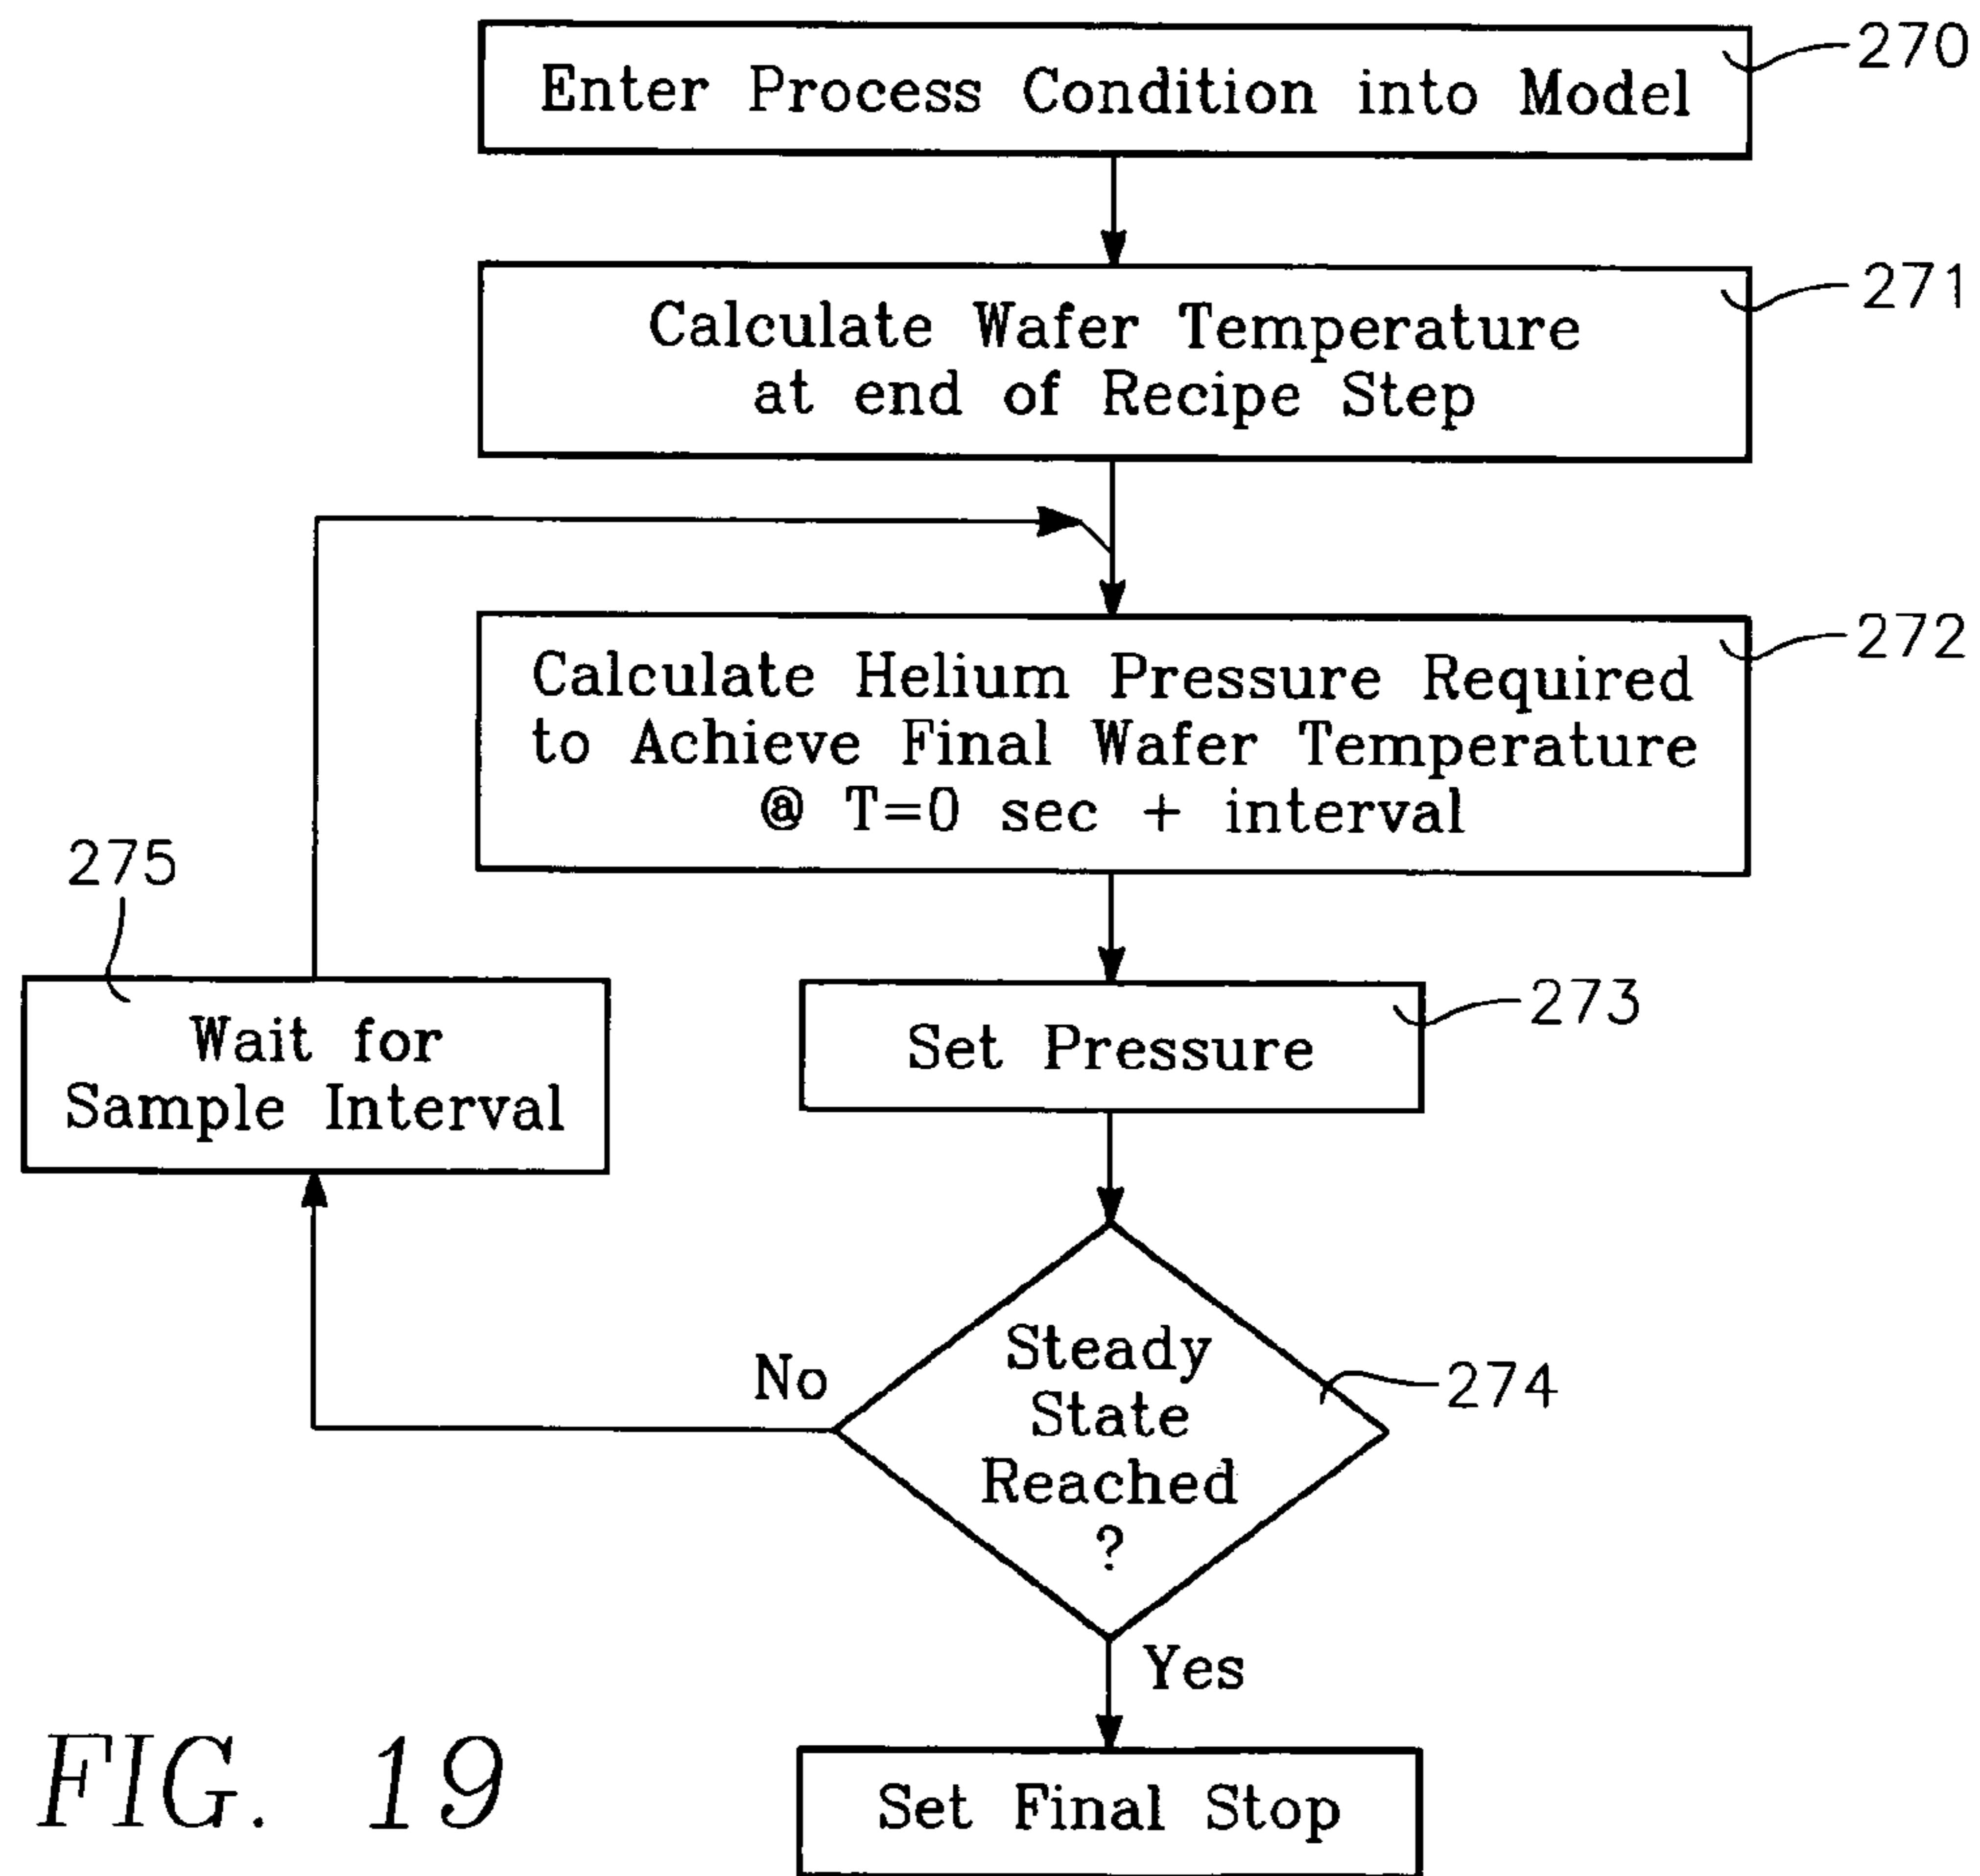 Enter Process Condition into Model
270
Calculate Wafer Temperature
at end of Recipe Step
271
Calculate Helium Pressure Required
to Achieve Final Wafer Temperature
@ T=0 sec + interval
272
275
Wait for
Sample Interval
Set Pressure
273
Steady
State
Reached
?
274
No
Yes
Set Final Stop
FIG. 19